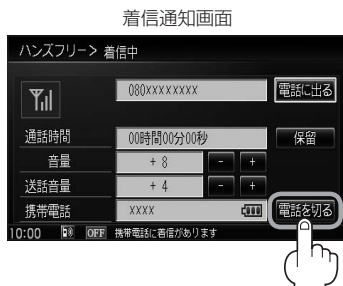 着信通知画面
ハンズフリー＞ 着信中
080XXXXXXXX 電話に出る
通話時間 00時間00分00秒 保留
音量 + 8 - +
送話音量 + 4 - +
携帯電話 XXXX 電話を切る
10:00 OFF 携帯電話に着信があります